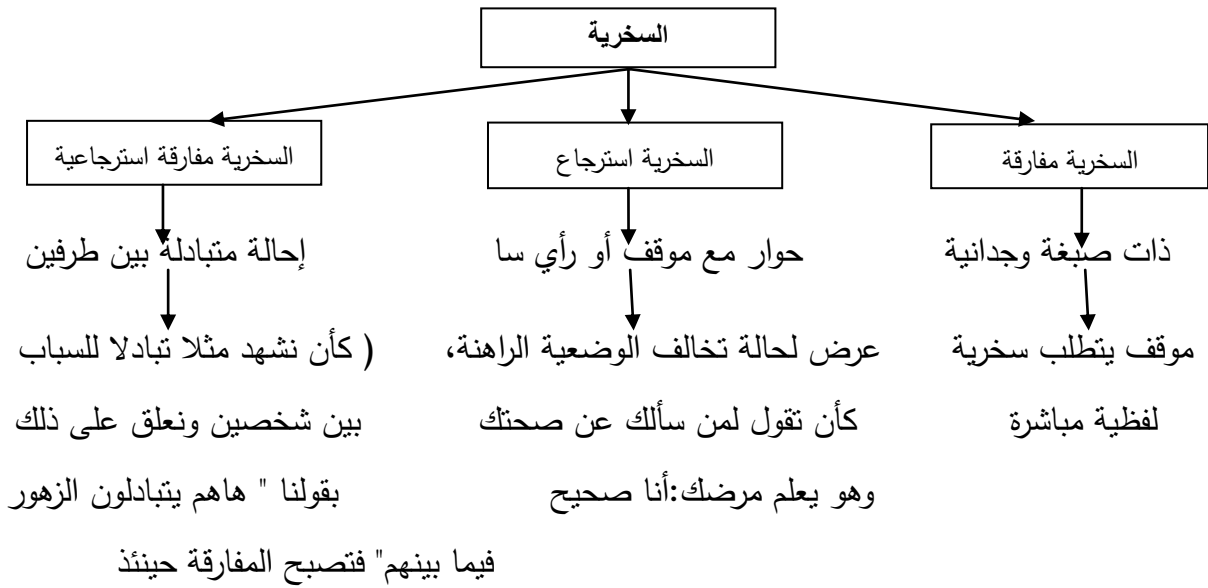 السخرية
السخرية مفارقة
السخرية استرجاع
السخرية مفارقة استرجاعية
ذات صبغة وجدانية
حوار مع موقف أو رأي سا
إحالة متبادلة بين طرفين
موقف يتطلب سخرية
لفظية مباشرة
عرض لحالة تخالف الوضعية الراهنة،
كأن تقول لمن سألك عن صحتك
وهو يعلم مرضك:أنا صحيح
( كأن نشهد مثلا تبادلا للسباب
بين شخصين ونعلق على ذلك
بقولنا " هاهم يتبادلون الزهور
فيما بينهم" فتصبح المفارقة حينئذ